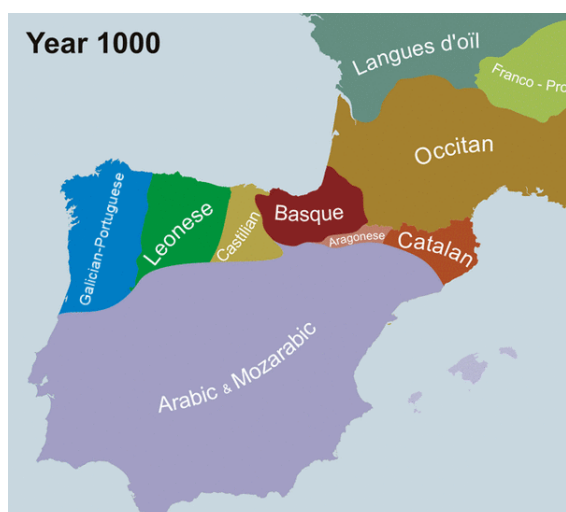 Year 1000
Langues d'oïl
Franco - Pro
Occitan
Galician-Portuguese
Leonese
Castilian
Basque
Aragonese
Catalan
Arabic & Mozarabic